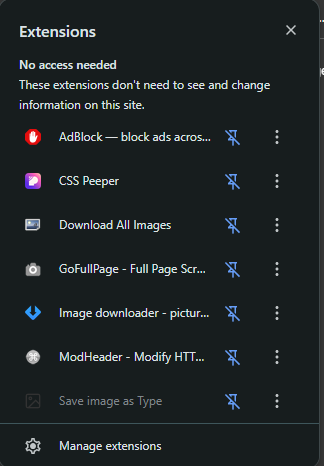 Extensions
No access needed
These extensions don't need to see and change
information on this site.
AdBlock — block ads acros...
CSS Peeper
Download All Images
GoFullPage - Full Page Scr...
Image downloader - pictur...
ModHeader - Modify HTT...
Save image as Type
Manage extensions